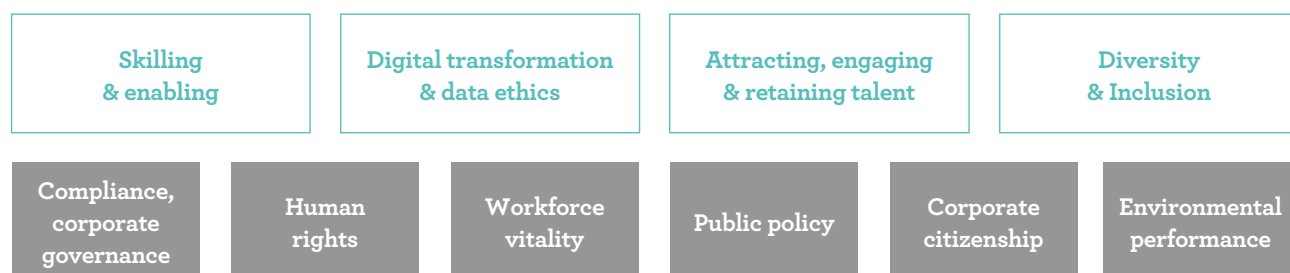 Skilling
& enabling
Digital transformation
& data ethics
Attracting, engaging
& retaining talent
Diversity
& Inclusion
Compliance,
corporate
governance
Human
rights
Workforce
vitality
Public policy
Corporate
citizenship
Environmental
performance